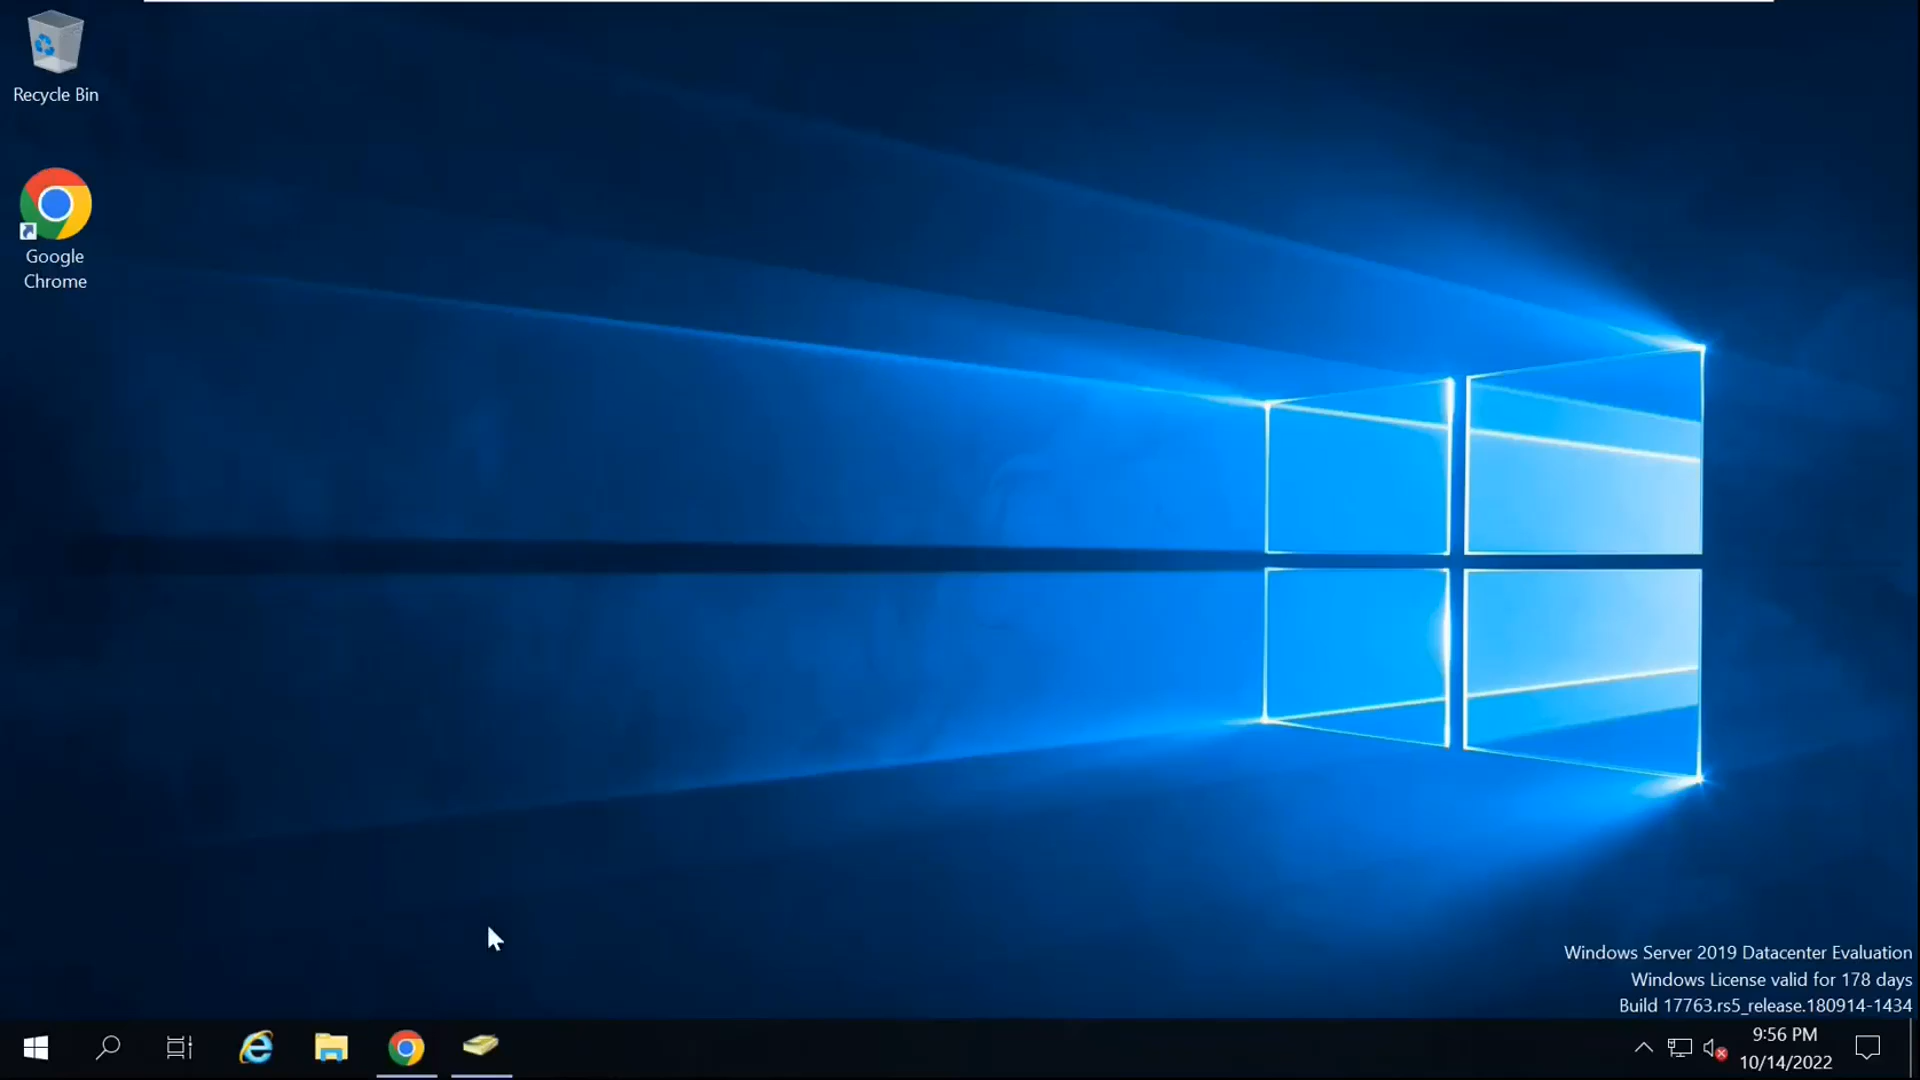 Recycle Bin
Google
Chrome
Windows Server 2019 Datacenter Evaluation
Windows License valid for 178 days
Build 17763.rs5_release.180914-1434
9:56 PM
10/14/2022